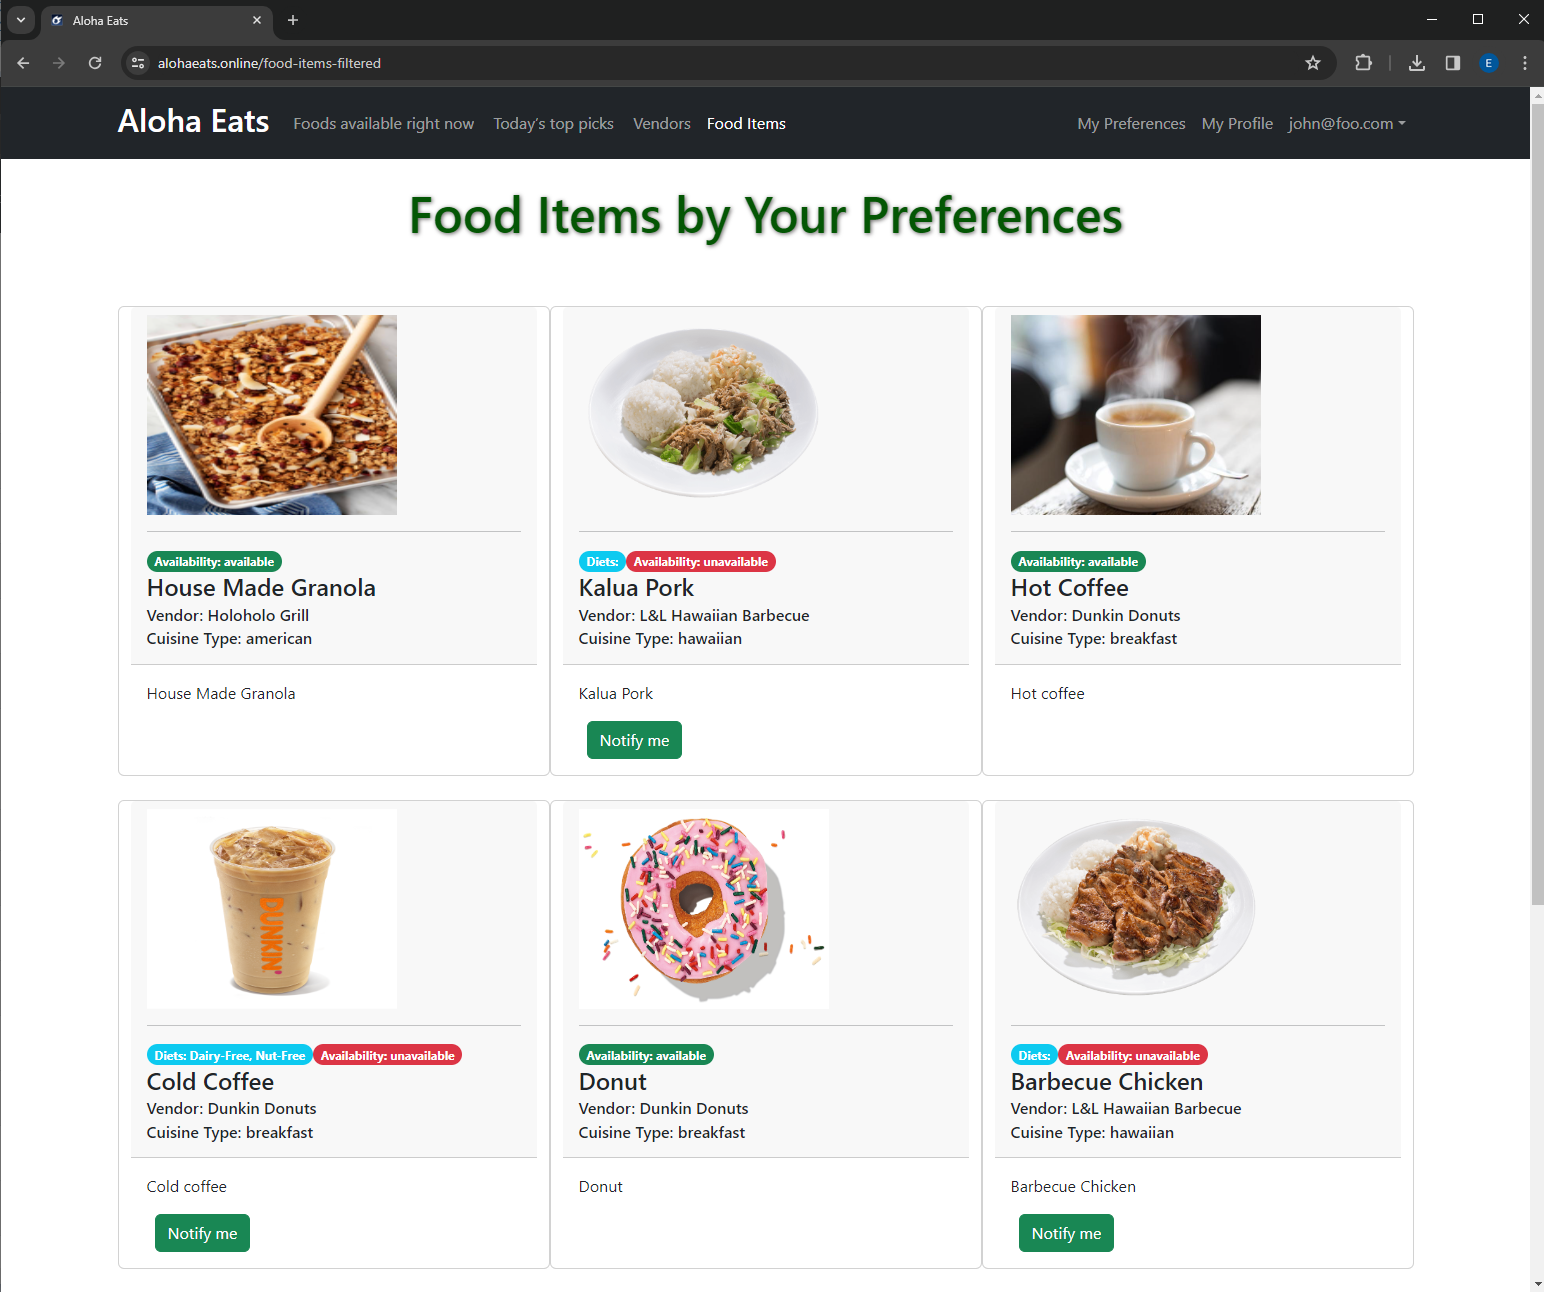 Aloha Eats
alohaeats.online/food-items-filtered
E
Aloha Eats Foods available right now Today's top picks Vendors Food Items My Preferences My Profile john@foo.com
Food Items by Your Preferences
Availability: available
House Made Granola
Vendor: Holoholo Grill
Cuisine Type: american
House Made Granola
Diets: Availability: unavailable
Kalua Pork
Vendor: L&L Hawaiian Barbecue
Cuisine Type: hawaiian
Kalua Pork
Notify me
Availability: available
Hot Coffee
Vendor: Dunkin Donuts
Cuisine Type: breakfast
Hot coffee
DUNKIN'
Diets: Dairy-Free, Nut-Free Availability: unavailable
Cold Coffee
Vendor: Dunkin Donuts
Cuisine Type: breakfast
Cold coffee
Notify me
Availability: available
Donut
Vendor: Dunkin Donuts
Cuisine Type: breakfast
Donut
Diets: Availability: unavailable
Barbecue Chicken
Vendor: L&L Hawaiian Barbecue
Cuisine Type: hawaiian
Barbecue Chicken
Notify me